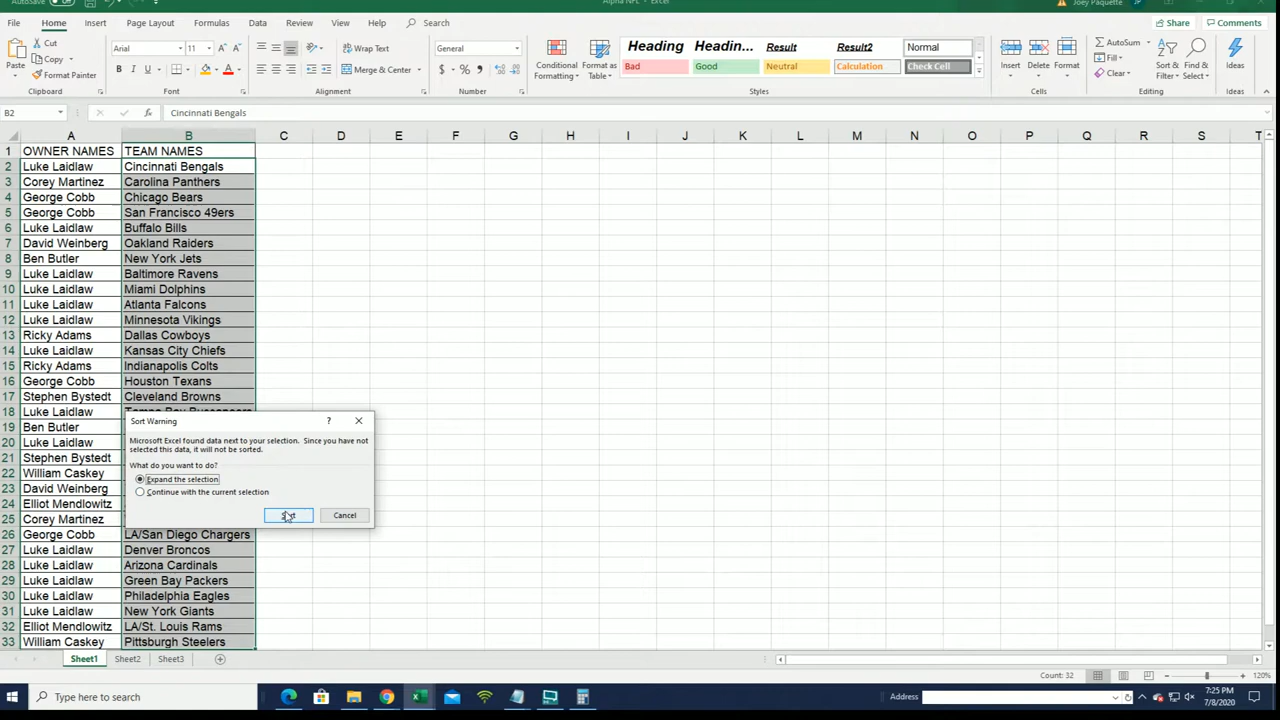 AutoSave
Alpha NFL - Excel
Joey Paquette
JP
File Home Insert Page Layout Formulas Data Review View Help Search
Share Comments
Paste Cut Copy Format Painter
Arial 11
B I U
Wrap Text
Merge & Center
General
$ % ,
Conditional Formatting Format as Table
Heading Headin... Result Result2 Normal
Bad Good Neutral Calculation Check Cell
Insert Delete Format
AutoSum Fill Clear
Sort & Filter Find & Select
Ideas
Clipboard Font Alignment Number Styles Cells Editing Ideas
B2 fx Cincinnati Bengals
A B C D E F G H I J K L M N O P Q R S T
1 OWNER NAMES TEAM NAMES
2 Luke Laidlaw Cincinnati Bengals
3 Corey Martinez Carolina Panthers
4 George Cobb Chicago Bears
5 George Cobb San Francisco 49ers
6 Luke Laidlaw Buffalo Bills
7 David Weinberg Oakland Raiders
8 Ben Butler New York Jets
9 Luke Laidlaw Baltimore Ravens
10 Luke Laidlaw Miami Dolphins
11 Luke Laidlaw Atlanta Falcons
12 Luke Laidlaw Minnesota Vikings
13 Ricky Adams Dallas Cowboys
14 Luke Laidlaw Kansas City Chiefs
15 Ricky Adams Indianapolis Colts
16 George Cobb Houston Texans
17 Stephen Bystedt Cleveland Browns
18 Luke Laidlaw Tampa Bay Buccaneers
19 Ben Butler
20 Luke Laidlaw
21 Stephen Bystedt
22 William Caskey
23 David Weinberg
24 Elliot Mendlowitz
25 Corey Martinez
26 George Cobb LA/San Diego Chargers
27 Luke Laidlaw Denver Broncos
28 Luke Laidlaw Arizona Cardinals
29 Luke Laidlaw Green Bay Packers
30 Luke Laidlaw Philadelphia Eagles
31 Luke Laidlaw New York Giants
32 Elliot Mendlowitz LA/St. Louis Rams
33 William Caskey Pittsburgh Steelers
Sort Warning ?
Microsoft Excel found data next to your selection. Since you have not
selected this data, it will not be sorted.
What do you want to do?
Expand the selection
Continue with the current selection
Cancel
Sheet1 Sheet2 Sheet3
Count: 32 120%
Type here to search
Address
7:25 PM
7/8/2020